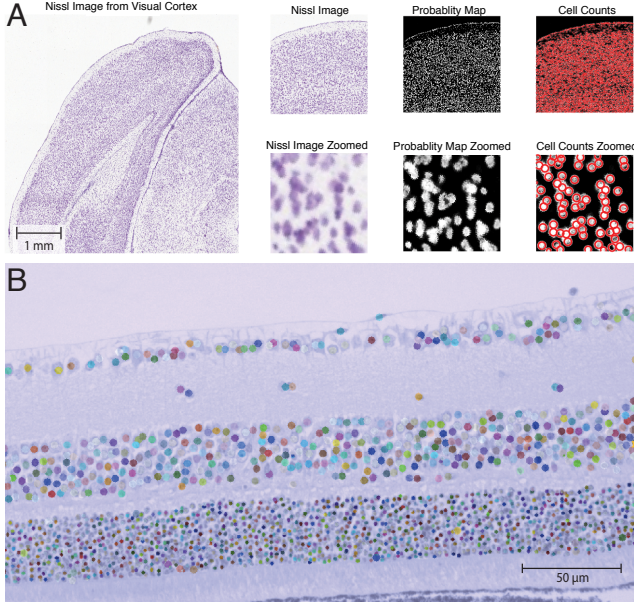 A
Nissl Image from Visual Cortex
Nissl Image
Probablity Map
Cell Counts
Nissl Image Zoomed
Probablity Map Zoomed
Cell Counts Zoomed
1 mm
B
50 µm